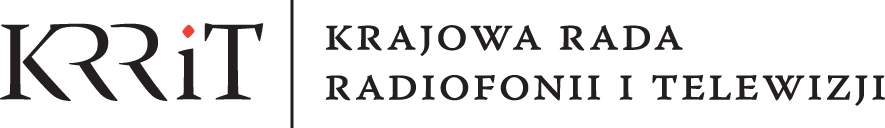 KRRiT
KRAJOWA RADA
RADIOFONII I TELEWIZJI